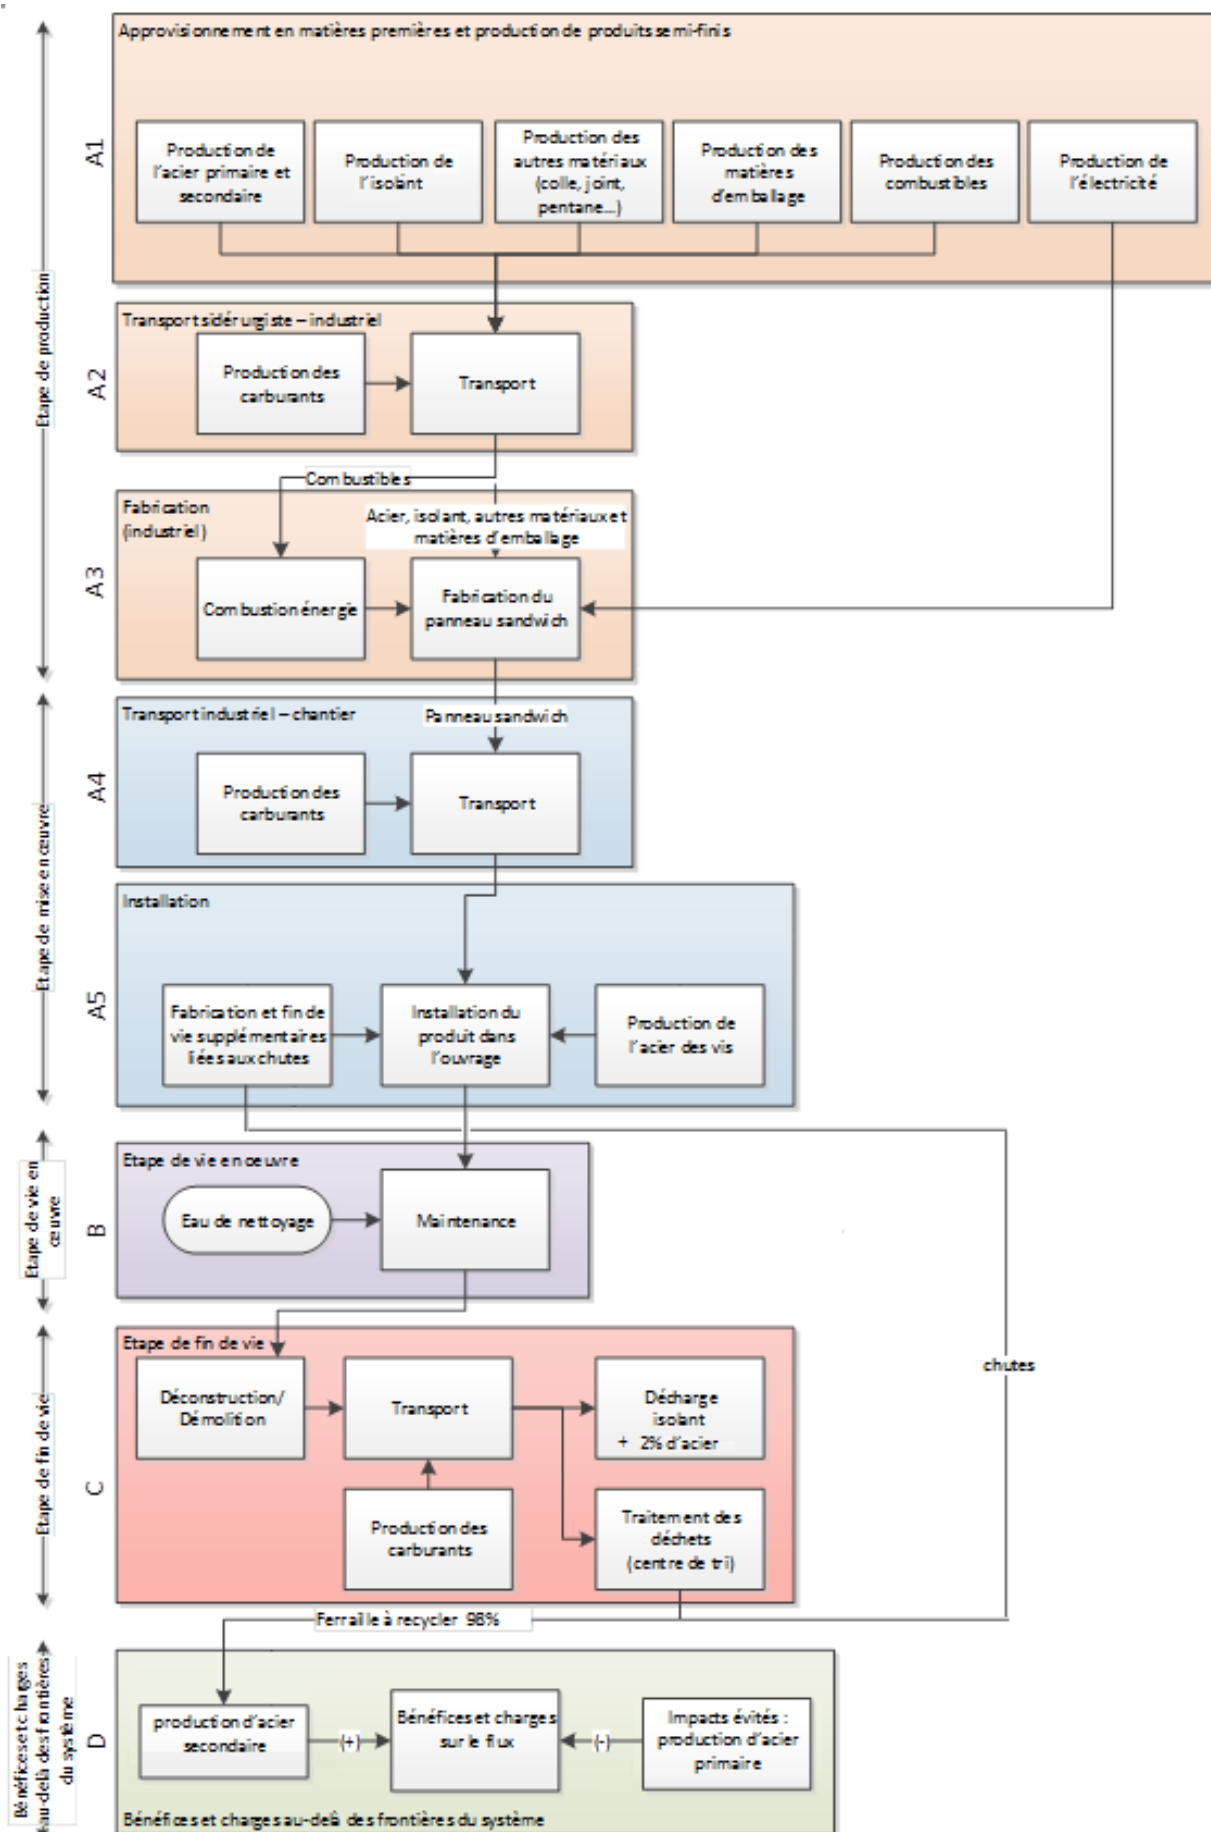 Approvisionnement en matières premières et production de produits semi-finis
A1
Production de
l'acier primaire et
secondaire
Production de
l'isolant
Production des
autres matériaux
(colle, joint,
pentane...)
Production des
matières
d'emballage
Production des
combustibles
Production de
l'électricité
Etape de production
Transport sidérurgiste – industriel
A2
Production des
carburants
Transport
Combustibles
Fabrication
(industriel)
Acier, isolant, autres matériaux et
matières d'emballage
A3
Combustion énergie
Fabrication du
panneau sandwich
Transport industriel – chantier
Panneau sandwich
A4
Production des
carburants
Transport
Etape de mise en œuvre
Installation
A5
Fabrication et fin de
vie supplémentaires
liées aux chutes
Installation du
produit dans
l'ouvrage
Production de
l'acier des vis
Etape de vie en
œuvre
B
Etape de vie en oeuvre
Eau de nettoyage
Maintenance
Etape de fin de vie
C
Etape de fin de vie
Déconstruction/
Démolition
Transport
Décharge
isolant
+ 2% d'acier
Production des
carburants
Traitement des
déchets
(centre de tri)
chutes
Ferraille à recycler 98%
Bénéfices et charges
au-delà des frontières
du système
D
production d'acier
secondaire
(+)
Bénéfices et charges
sur le flux
(-)
Impacts évités :
production d'acier
primaire
Bénéfices et charges au-delà des frontières du système